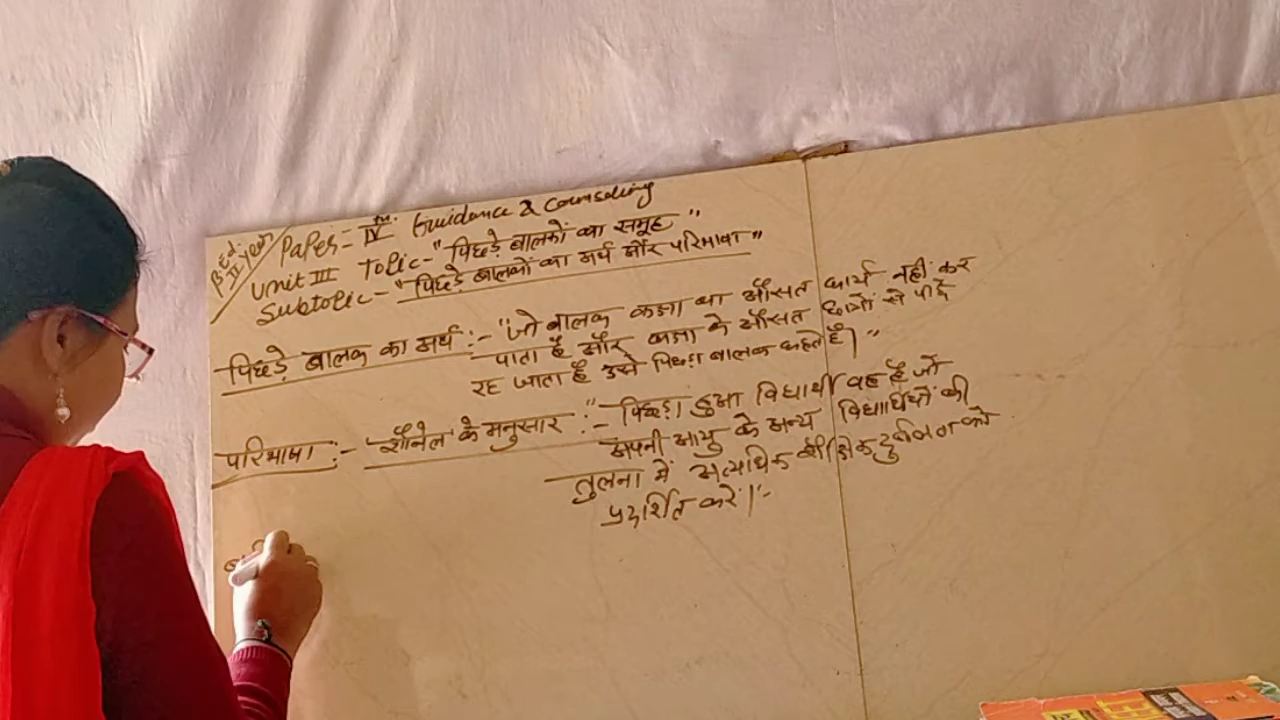 B.Ed. II year
Paper- IV th. Guidance & Counseling
Unit III Topic-"पिछड़े बालकों का समूह"
Subtopic-"पिछड़े बालकों का अर्थ और परिभाषा"
पिछड़े बालक का अर्थ :- "जो बालक कक्षा का औसत कार्य नहीं कर
पाता है और कक्षा के औसत छात्रों से पीछे
रह जाता है उसे पिछड़ा बालक कहते हैं।"
परिभाषा :- शौनेल के अनुसार :- "पिछड़ा हुआ विद्यार्थी वह है जो
अपनी आयु के अन्य विद्यार्थियों की
तुलना में अत्यधिक शैक्षिक दुर्बलता को
प्रदर्शित करें।"